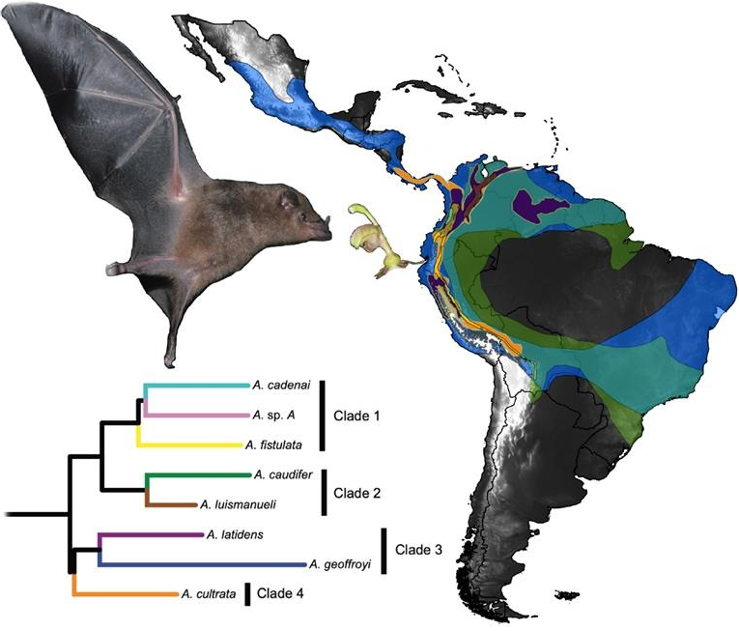 A. cadenai
A. sp. A
Clade 1
A. fistulata
A. caudifer
Clade 2
A. luismanueli
A. latidens
Clade 3
A. geoffroyi
A. cultrata
Clade 4